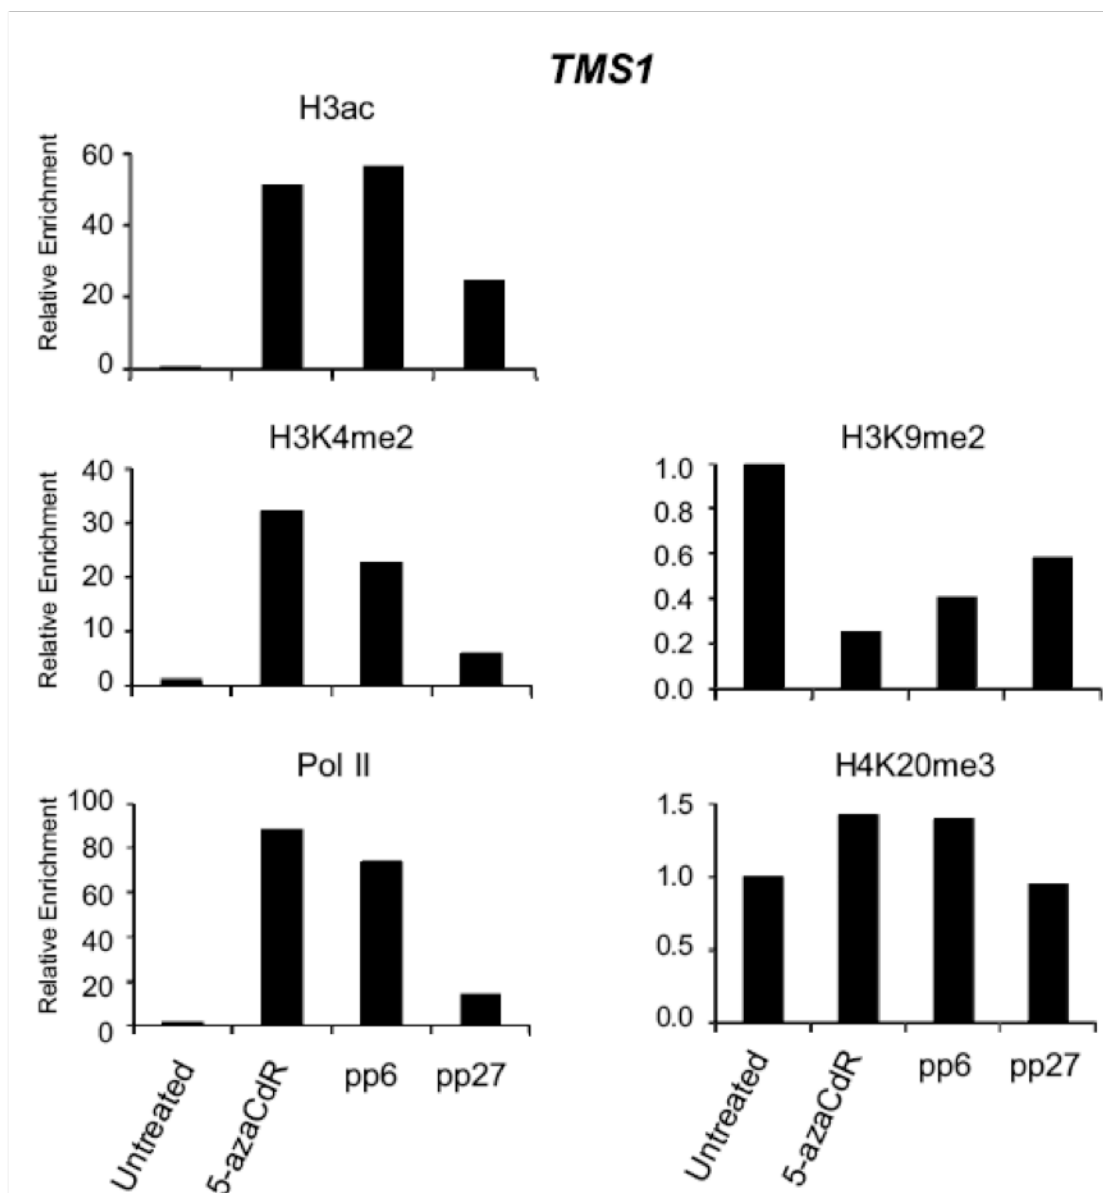 TMS1
H3ac
Relative Enrichment
60
40
20
0
H3K4me2
Relative Enrichment
40
30
20
10
0
H3K9me2
1.0
0.8
0.6
0.4
0.2
0.0
Pol II
Relative Enrichment
100
80
60
40
20
0
Untreated
5-azaCdR
pp6
pp27
H4K20me3
1.5
1.0
0.5
0.0
Untreated
5-azaCdR
pp6
pp27